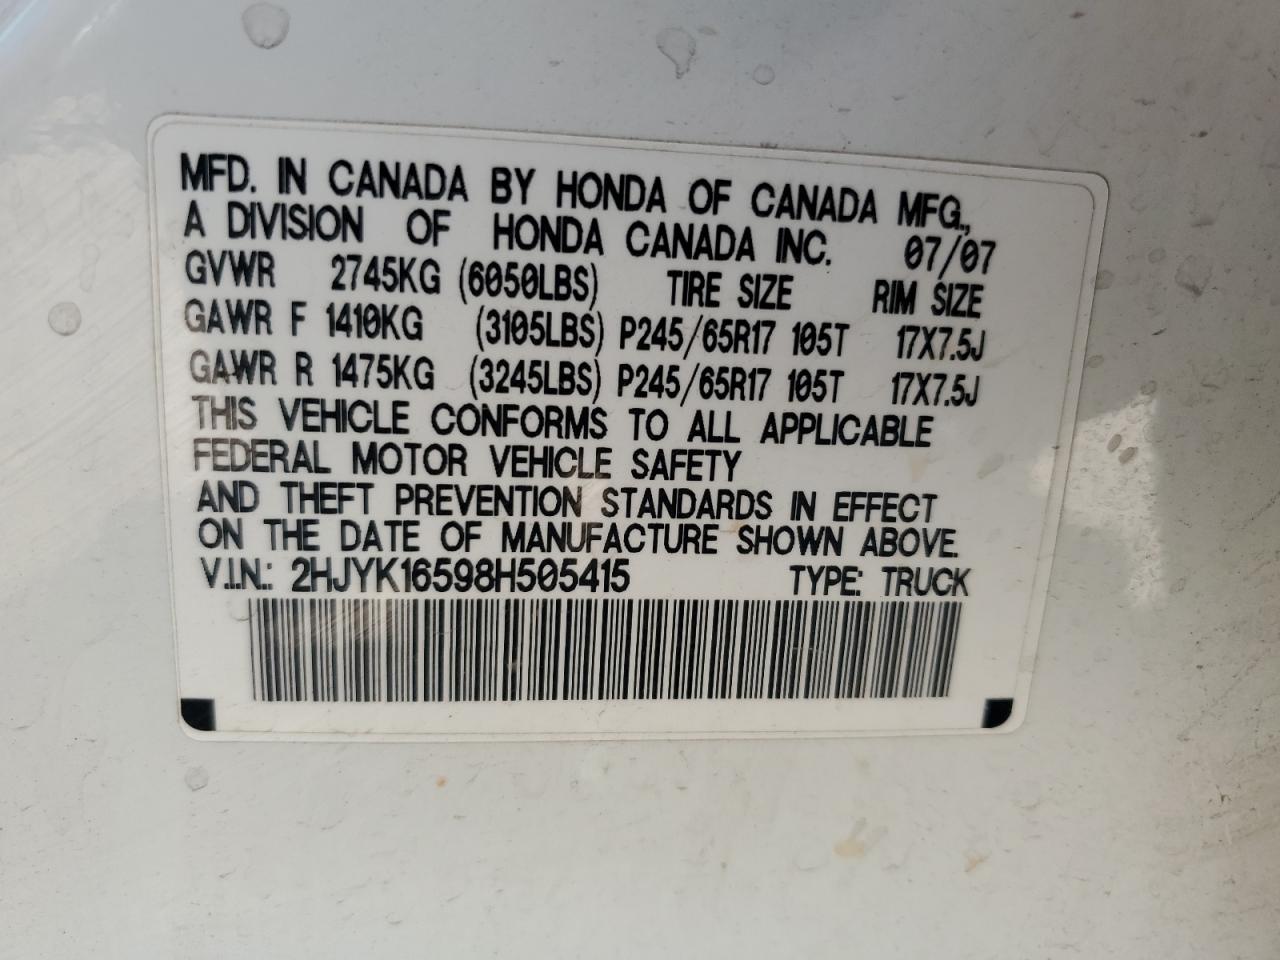 MFD. IN CANADA BY HONDA OF CANADA MFG.,
A DIVISION OF HONDA CANADA INC. 07/07
GVWR 2745KG (6050LBS) TIRE SIZE RIM SIZE
GAWR F 1410KG (3105LBS) P245/65R17 105T 17X7.5J
GAWR R 1475KG (3245LBS) P245/65R17 105T 17X7.5J
THIS VEHICLE CONFORMS TO ALL APPLICABLE
FEDERAL MOTOR VEHICLE SAFETY
AND THEFT PREVENTION STANDARDS IN EFFECT
ON THE DATE OF MANUFACTURE SHOWN ABOVE.
V.I.N.: 2HJYK16598H505415 TYPE: TRUCK